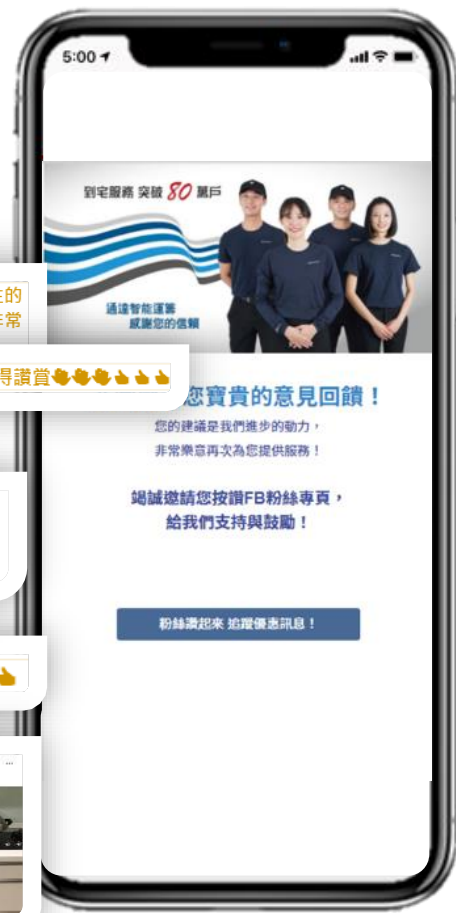 5:00
到宅服務 突破 80 萬戶
通達智能運籌
感謝您的信賴
的
非常
得讚賞👏👏👏👍👍👍
您寶貴的意見回饋！
您的建議是我們進步的動力，
非常樂意再次為您提供服務！
竭誠邀請您按讚FB粉絲專頁，
給我們支持與鼓勵！
粉絲讚起來 追蹤優惠訊息！